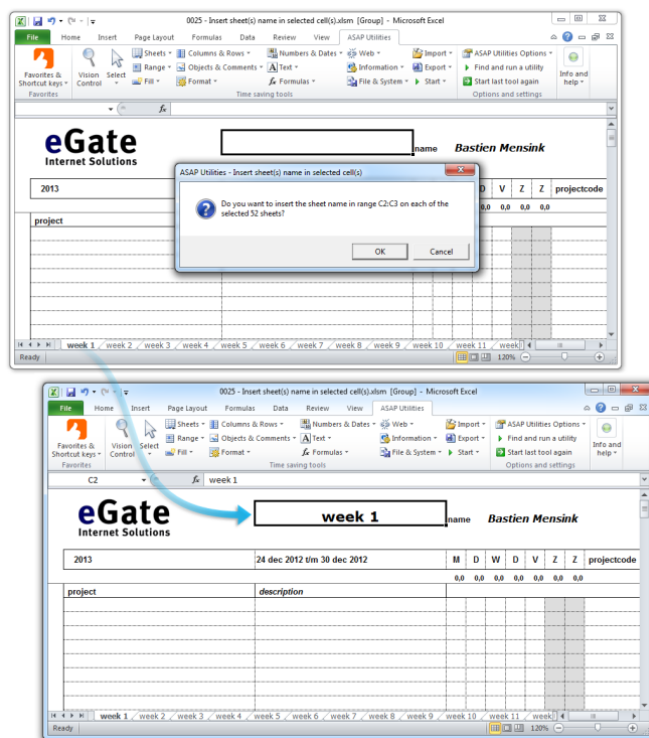 0025 - Insert sheet(s) name in selected cell(s).xlsm [Group] - Microsoft Excel
File Home Insert Page Layout Formulas Data Review View ASAP Utilities
Favorites & Shortcut keys
Favorites
Vision Control
Select
Sheets
Range
Fill
Columns & Rows
Objects & Comments
Format
Numbers & Dates
Text
Formulas
Web
Information
File & System
Import
Export
Start
Time saving tools
ASAP Utilities Options
Find and run a utility
Start last tool again
Options and settings
Info and help
fx
eGate
Internet Solutions
name Bastien Mensink
ASAP Utilities - Insert sheet(s) name in selected cell(s)
Do you want to insert the sheet name in range C2:C3 on each of the
selected 52 sheets?
OK Cancel
2013 D V Z Z projectcode
0,0 0,0 0,0 0,0
project
week 1 week 2 week 3 week 4 week 5 week 6 week 7 week 8 week 9 week 10 week 11 week
Ready 120%
0025 - Insert sheet(s) name in selected cell(s).xlsm [Group] - Microsoft Excel
File Home Insert Page Layout Formulas Data Review View ASAP Utilities
Favorites & Shortcut keys
Favorites
Vision Control
Select
Sheets
Range
Fill
Columns & Rows
Objects & Comments
Format
Numbers & Dates
Text
Formulas
Web
Information
File & System
Import
Export
Start
Time saving tools
ASAP Utilities Options
Find and run a utility
Start last tool again
Options and settings
Info and help
C2 fx week 1
eGate
Internet Solutions
week 1
name Bastien Mensink
2013 24 dec 2012 t/m 30 dec 2012 M D W D V Z Z projectcode
0,0 0,0 0,0 0,0 0,0 0,0 0,0
project description
week 1 week 2 week 3 week 4 week 5 week 6 week 7 week 8 week 9 week 10 week 11 week
Ready 120%